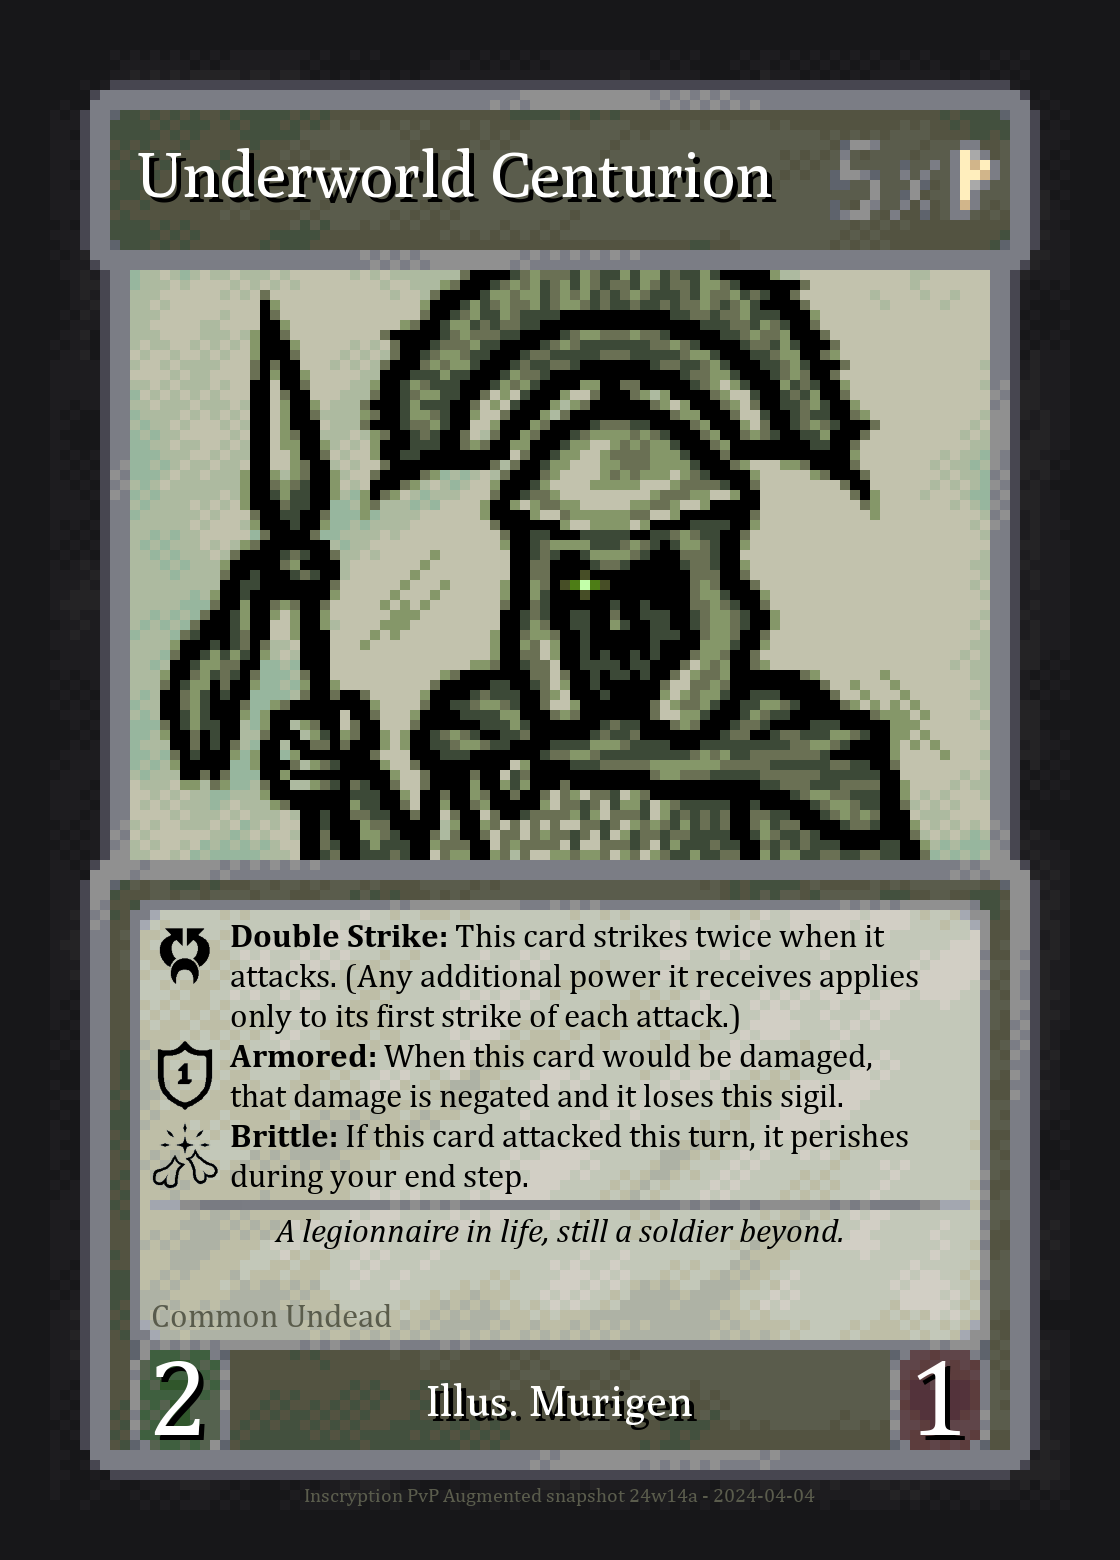 Underworld Centurion 5x
Double Strike: This card strikes twice when it
attacks. (Any additional power it receives applies
only to its first strike of each attack.)
1
Armored: When this card would be damaged,
that damage is negated and it loses this sigil.
Brittle: If this card attacked this turn, it perishes
during your end step.
A legionnaire in life, still a soldier beyond.
Common Undead
2 Illus. Murigen 1
Inscryption PvP Augmented snapshot 24w14a - 2024-04-04